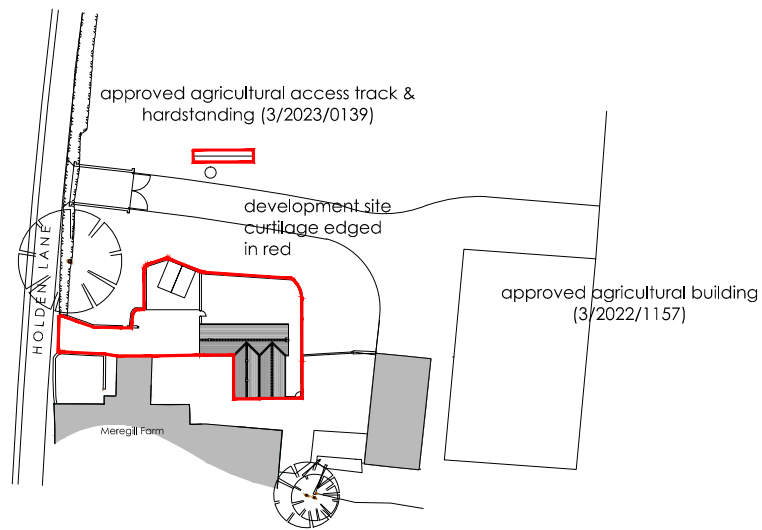 approved agricultural access track &
hardstanding (3/2023/0139)
development site
curtilage edged
in red
approved agricultural building
(3/2022/1157)
HOLDEN LANE
Meregill Farm